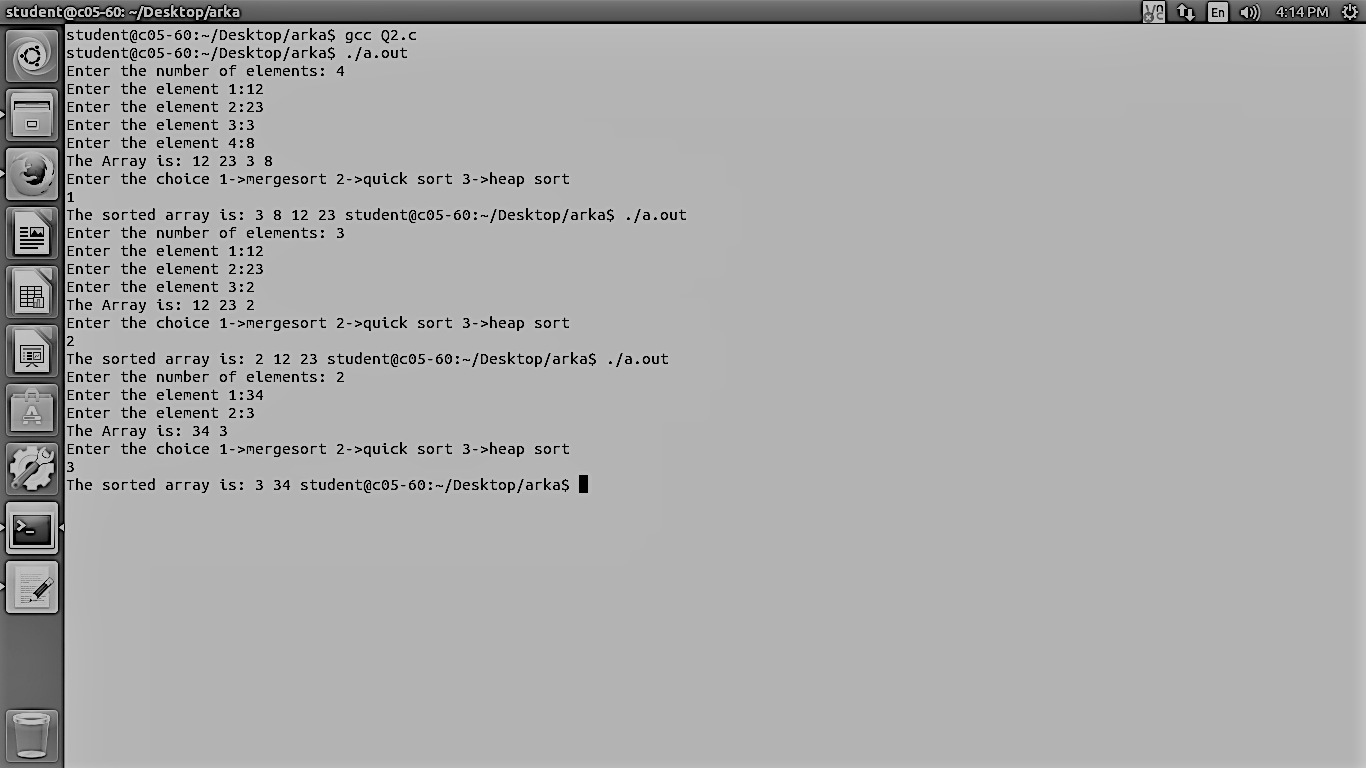 student@c05-60: ~/Desktop/arka
En 4:14 PM
student@c05-60:~/Desktop/arka$ gcc Q2.c
student@c05-60:~/Desktop/arka$ ./a.out
Enter the number of elements: 4
Enter the element 1:12
Enter the element 2:23
Enter the element 3:3
Enter the element 4:8
The Array is: 12 23 3 8
Enter the choice 1->mergesort 2->quick sort 3->heap sort
1
The sorted array is: 3 8 12 23 student@c05-60:~/Desktop/arka$ ./a.out
Enter the number of elements: 3
Enter the element 1:12
Enter the element 2:23
Enter the element 3:2
The Array is: 12 23 2
Enter the choice 1->mergesort 2->quick sort 3->heap sort
2
The sorted array is: 2 12 23 student@c05-60:~/Desktop/arka$ ./a.out
Enter the number of elements: 2
Enter the element 1:34
Enter the element 2:3
The Array is: 34 3
Enter the choice 1->mergesort 2->quick sort 3->heap sort
3
The sorted array is: 3 34 student@c05-60:~/Desktop/arka$